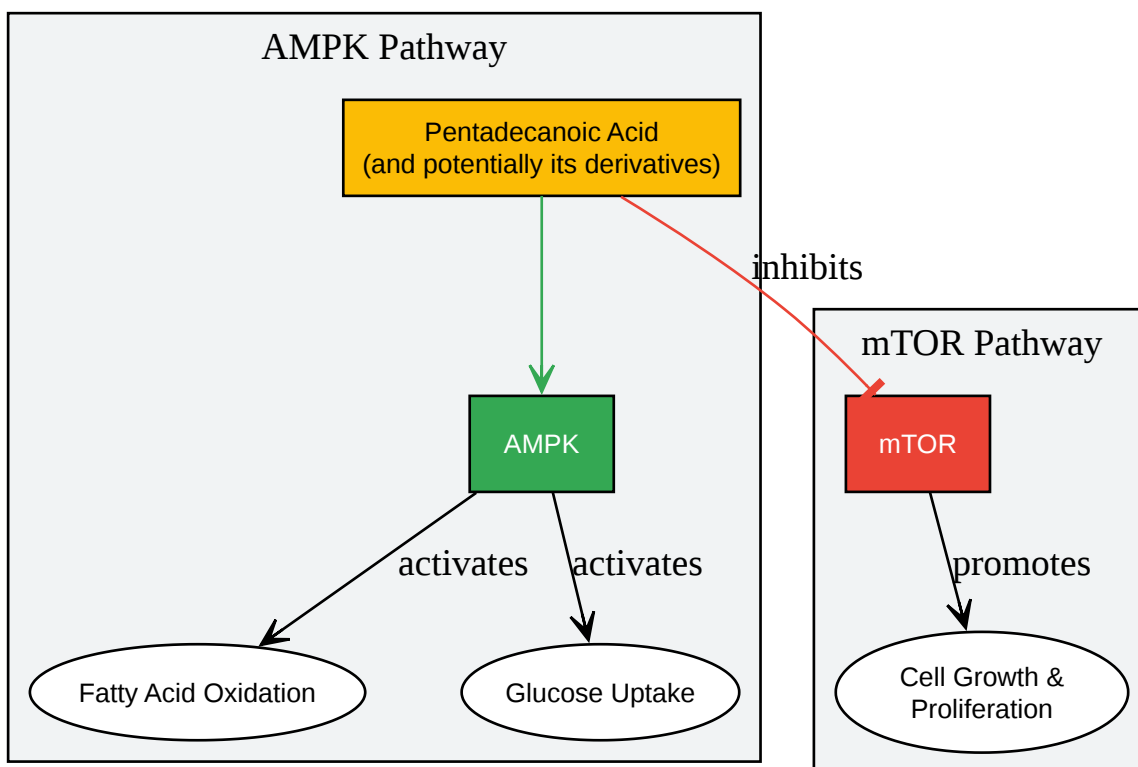 AMPK Pathway
Pentadecanoic Acid
(and potentially its derivatives)
inhibits
mTOR Pathway
AMPK
mTOR
activates
activates
promotes
Fatty Acid Oxidation
Glucose Uptake
Cell Growth &
Proliferation